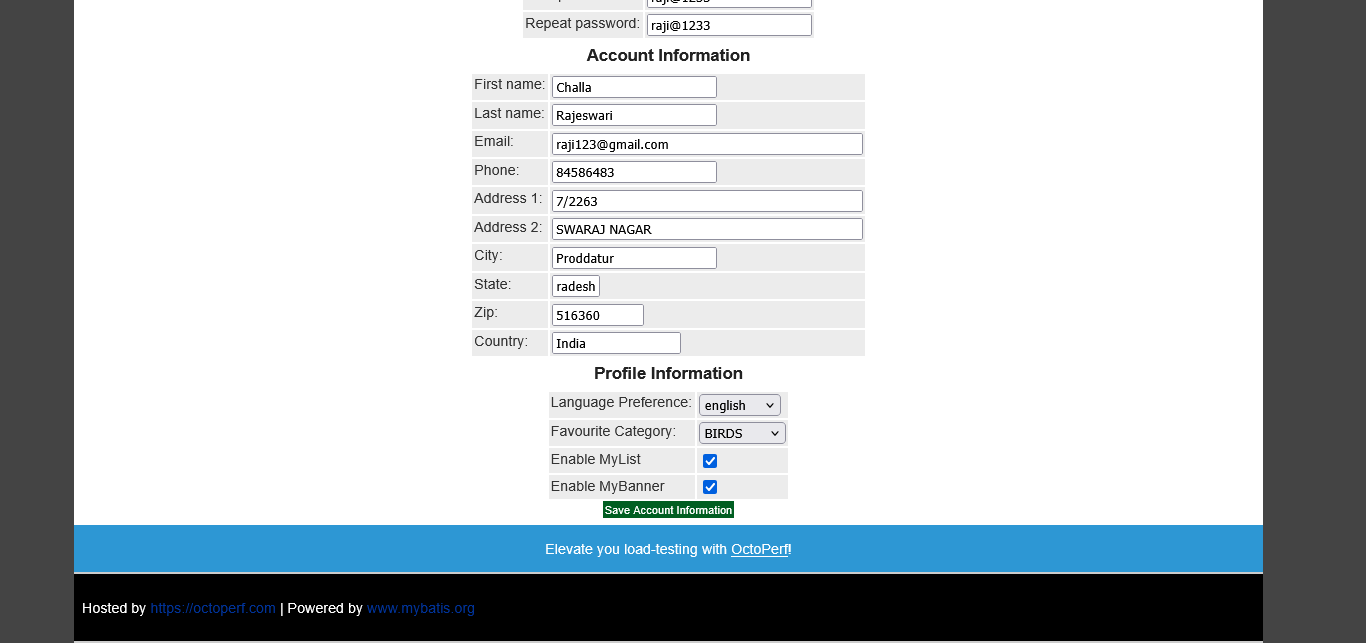 Repeat password: raji@1233
Account Information
First name: Challa
Last name: Rajeswari
Email: raji123@gmail.com
Phone: 84586483
Address 1: 7/2263
Address 2: SWARAJ NAGAR
City: Proddatur
State: radesh
Zip: 516360
Country: India
Profile Information
Language Preference: english
Favourite Category: BIRDS
Enable MyList
Enable MyBanner
Save Account Information
Elevate you load-testing with OctoPerf!
Hosted by https://octoperf.com | Powered by www.mybatis.org